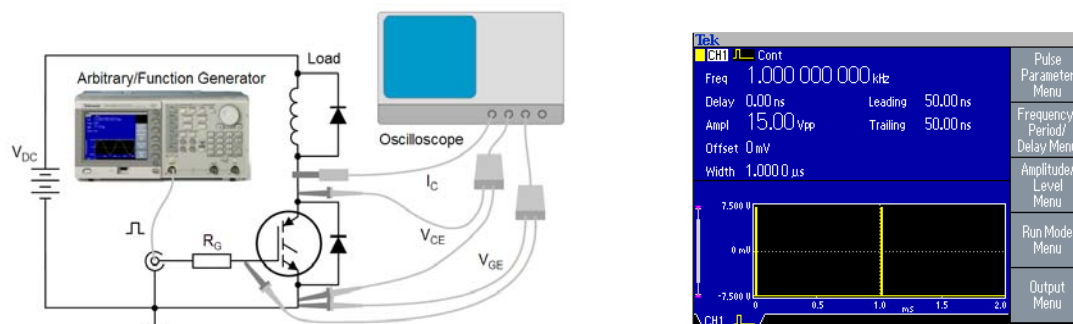 Load
Arbitrary/Function Generator
Oscilloscope
V_DC
I_C
R_G
V_CE
V_GE
Tek
CH1 Cont
Freq 1.000 000 000 kHz
Delay 0.00 ns Leading 50.00 ns
Ampl 15.00 Vpp Trailing 50.00 ns
Offset 0 mV
Width 1.000 0 µs
7.500 V
0 mV
-7.500 V
0 0.5 1.0 ms 1.5 2.0
CH1
Pulse
Parameter
Menu
Frequency/
Period/
Delay Menu
Amplitude/
Level
Menu
Run Mode
Menu
Output
Menu